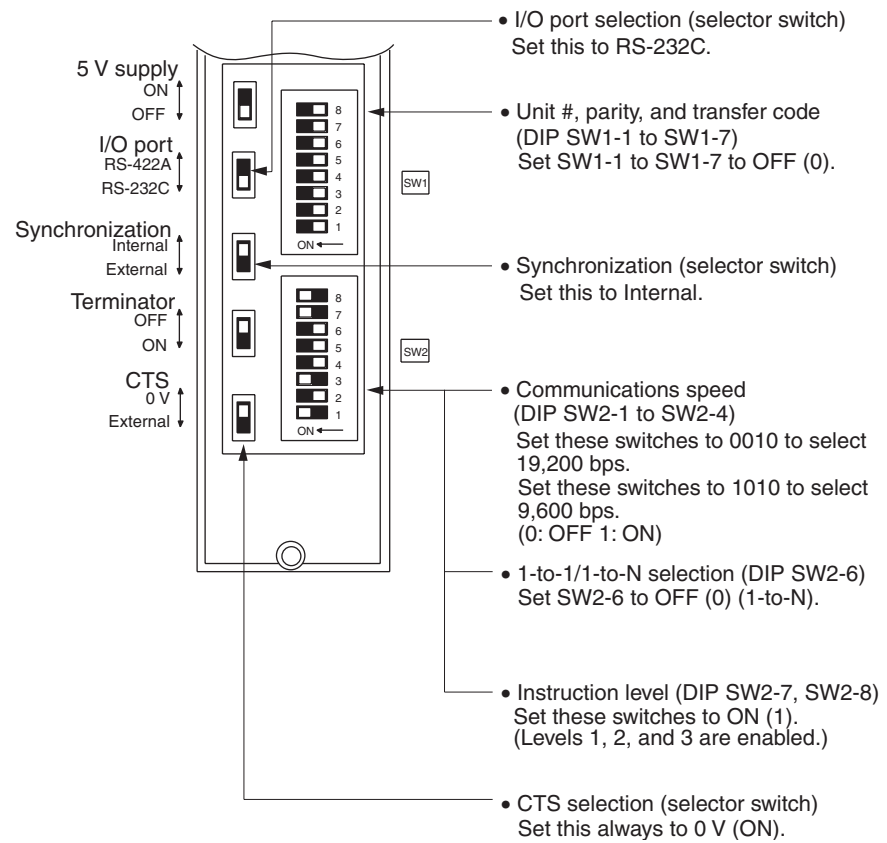 5 V supply
ON
OFF
I/O port
RS-422A
RS-232C
Synchronization
Internal
External
Terminator
OFF
ON
CTS
0 V
External
8
7
6
5
4
3
2
1
ON
SW1
8
7
6
5
4
3
2
1
ON
SW2
• I/O port selection (selector switch)
Set this to RS-232C.
• Unit #, parity, and transfer code
(DIP SW1-1 to SW1-7)
Set SW1-1 to SW1-7 to OFF (0).
• Synchronization (selector switch)
Set this to Internal.
• Communications speed
(DIP SW2-1 to SW2-4)
Set these switches to 0010 to select
19,200 bps.
Set these switches to 1010 to select
9,600 bps.
(0: OFF 1: ON)
• 1-to-1/1-to-N selection (DIP SW2-6)
Set SW2-6 to OFF (0) (1-to-N).
• Instruction level (DIP SW2-7, SW2-8)
Set these switches to ON (1).
(Levels 1, 2, and 3 are enabled.)
• CTS selection (selector switch)
Set this always to 0 V (ON).